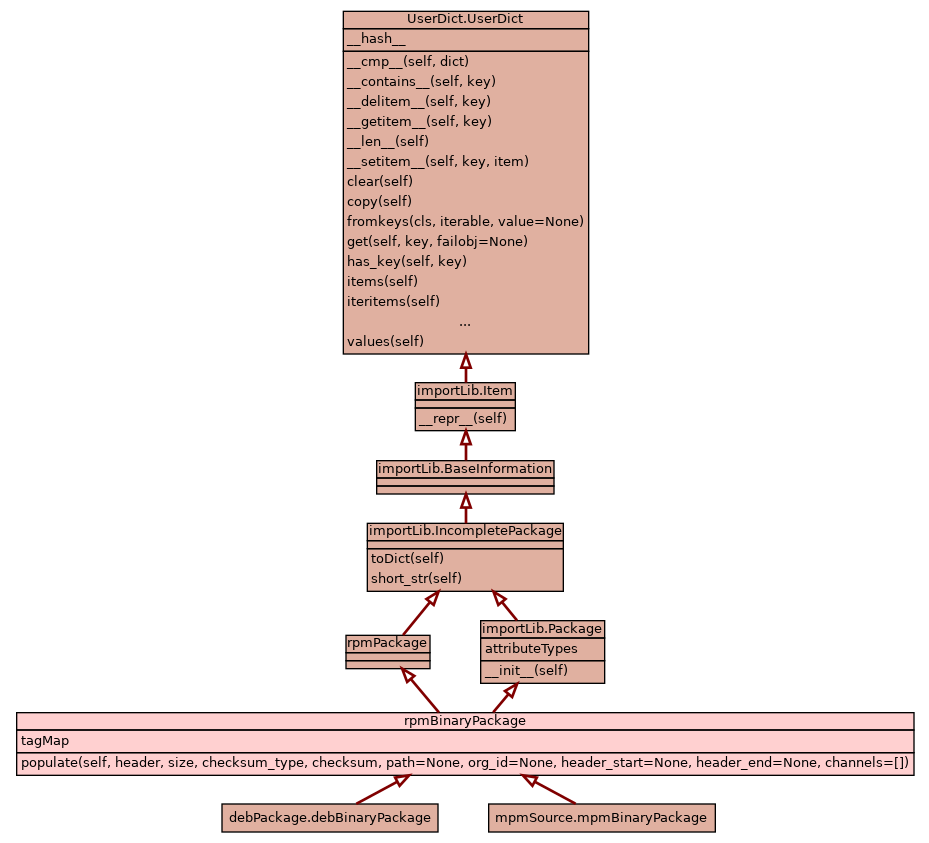 UserDict.UserDict
__hash__
__cmp__(self, dict)
__contains__(self, key)
__delitem__(self, key)
__getitem__(self, key)
__len__(self)
__setitem__(self, key, item)
clear(self)
copy(self)
fromkeys(cls, iterable, value=None)
get(self, key, failobj=None)
has_key(self, key)
items(self)
iteritems(self)
...
values(self)
importLib.Item
__repr__(self)
importLib.BaseInformation
importLib.IncompletePackage
toDict(self)
short_str(self)
rpmPackage
importLib.Package
attributeTypes
__init__(self)
rpmBinaryPackage
tagMap
populate(self, header, size, checksum_type, checksum, path=None, org_id=None, header_start=None, header_end=None, channels=[])
debPackage.debBinaryPackage
mpmSource.mpmBinaryPackage